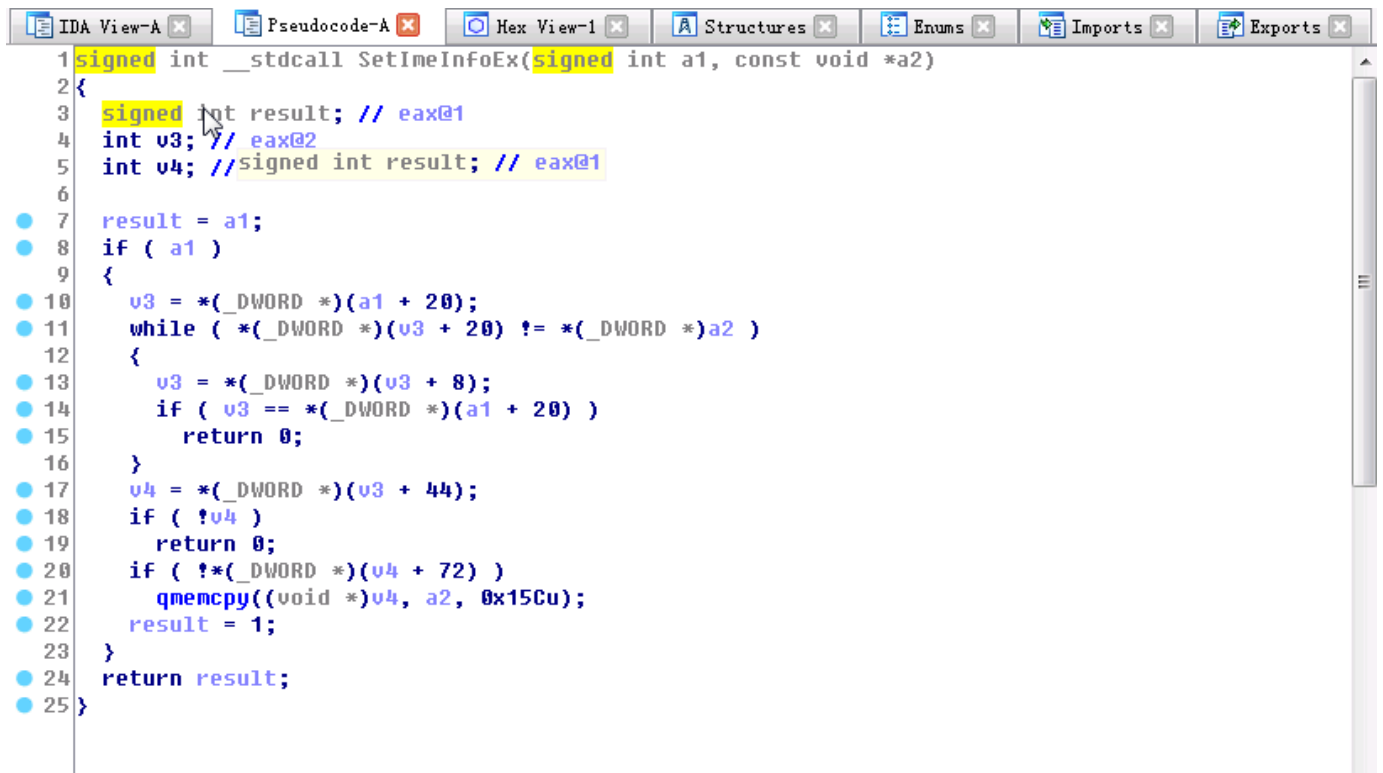 IDA View-A Pseudocode-A Hex View-1 Structures Enums Imports Exports
1 signed int __stdcall SetImeInfoEx(signed int a1, const void *a2)
2 {
3 signed int result; // eax@1
4 int v3; // eax@2
5 int v4; // signed int result; // eax@1
6
7 result = a1;
8 if ( a1 )
9 {
10 v3 = *(_DWORD *)(a1 + 20);
11 while ( *(_DWORD *)(v3 + 20) != *(_DWORD *)a2 )
12 {
13 v3 = *(_DWORD *)(v3 + 8);
14 if ( v3 == *(_DWORD *)(a1 + 20) )
15 return 0;
16 }
17 v4 = *(_DWORD *)(v3 + 44);
18 if ( !v4 )
19 return 0;
20 if ( !*(_DWORD *)(v4 + 72) )
21 qmemcpy((void *)v4, a2, 0x15Cu);
22 result = 1;
23 }
24 return result;
25 }